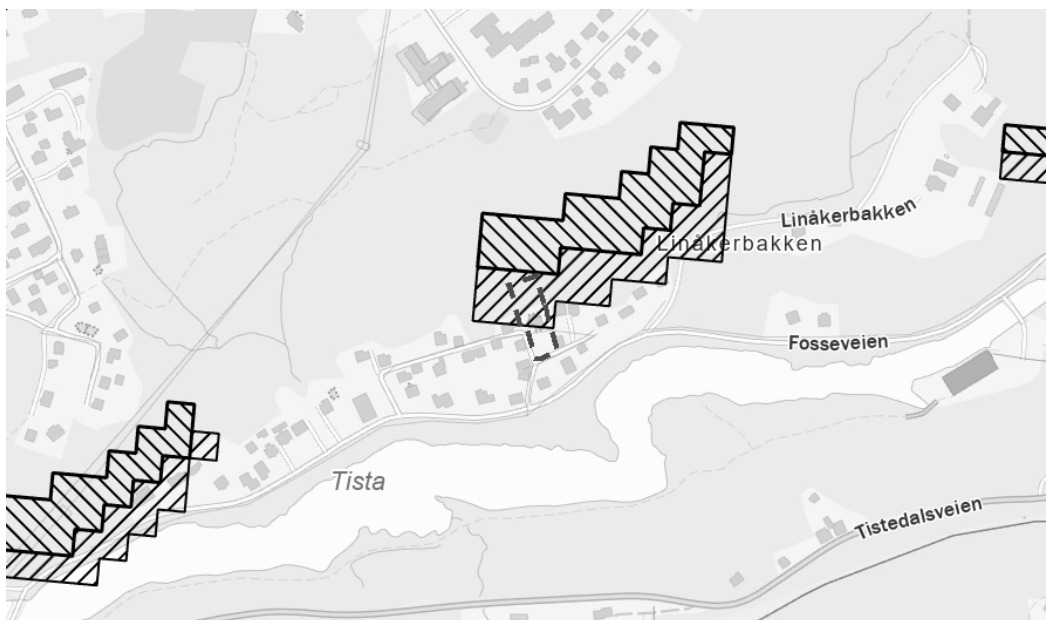 Linåkerbakken
Linåkerbakken
Fosseveien
Tista
Tistedalsveien